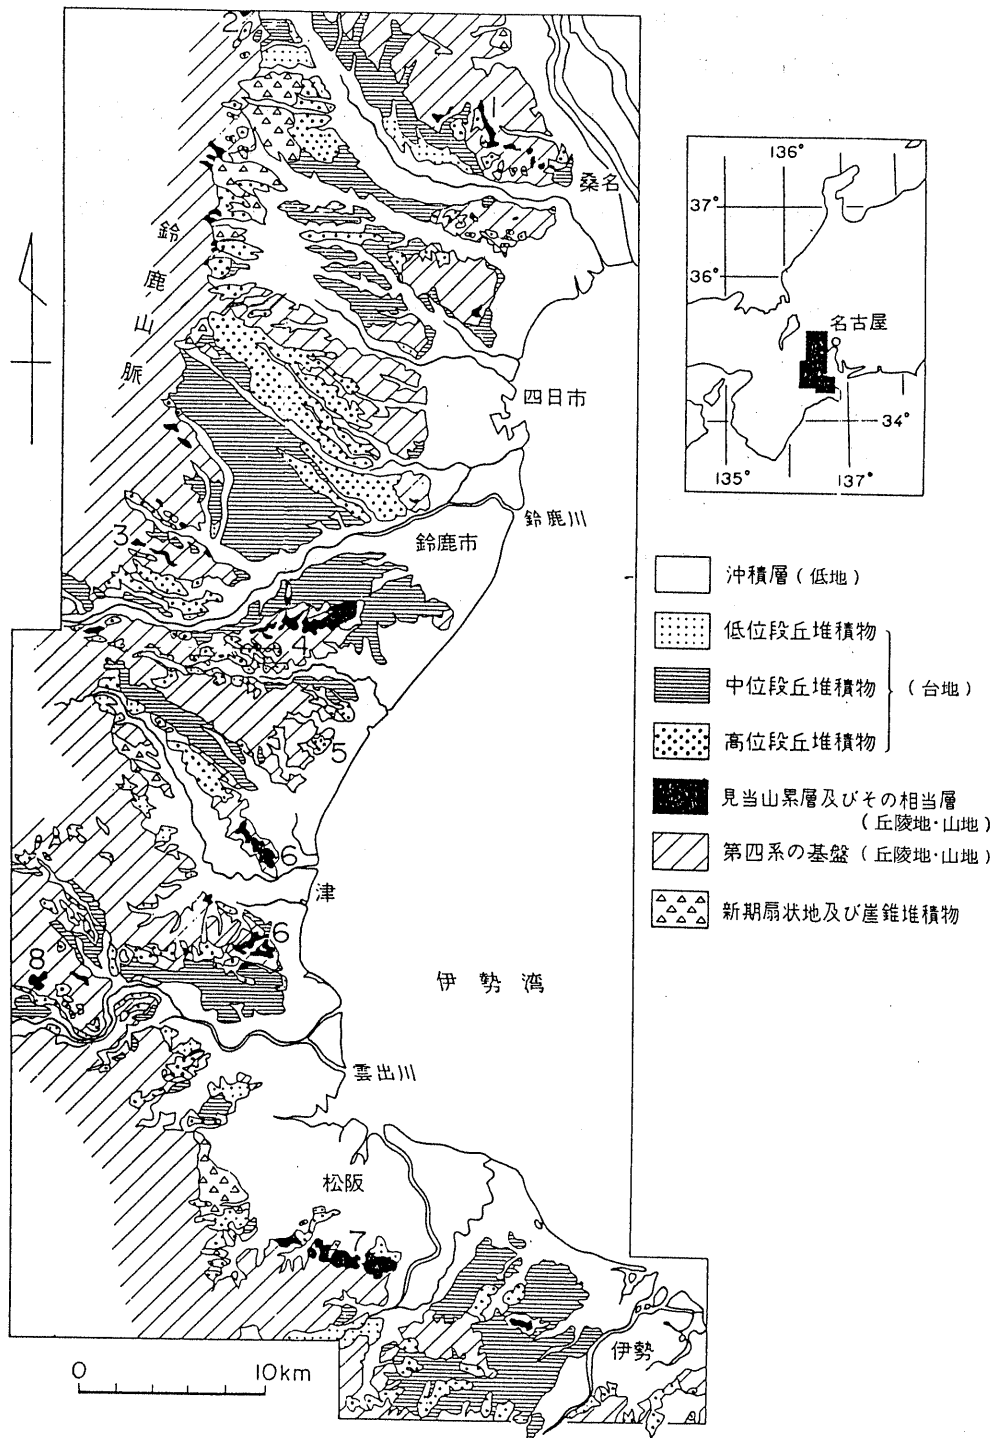 2
1
桑名
鈴
鹿
山
脈
四日市
鈴鹿川
鈴鹿市
3
4
5
6
津
6
8
伊勢湾
雲出川
松阪
7
伊勢
0 10km
136°
37°
36°
名古屋
34°
135° 137°
沖積層(低地)
低位段丘堆積物
中位段丘堆積物 (台地)
高位段丘堆積物
見当山累層及びその相当層
(丘陵地・山地)
第四系の基盤(丘陵地・山地)
新期扇状地及び崖錐堆積物